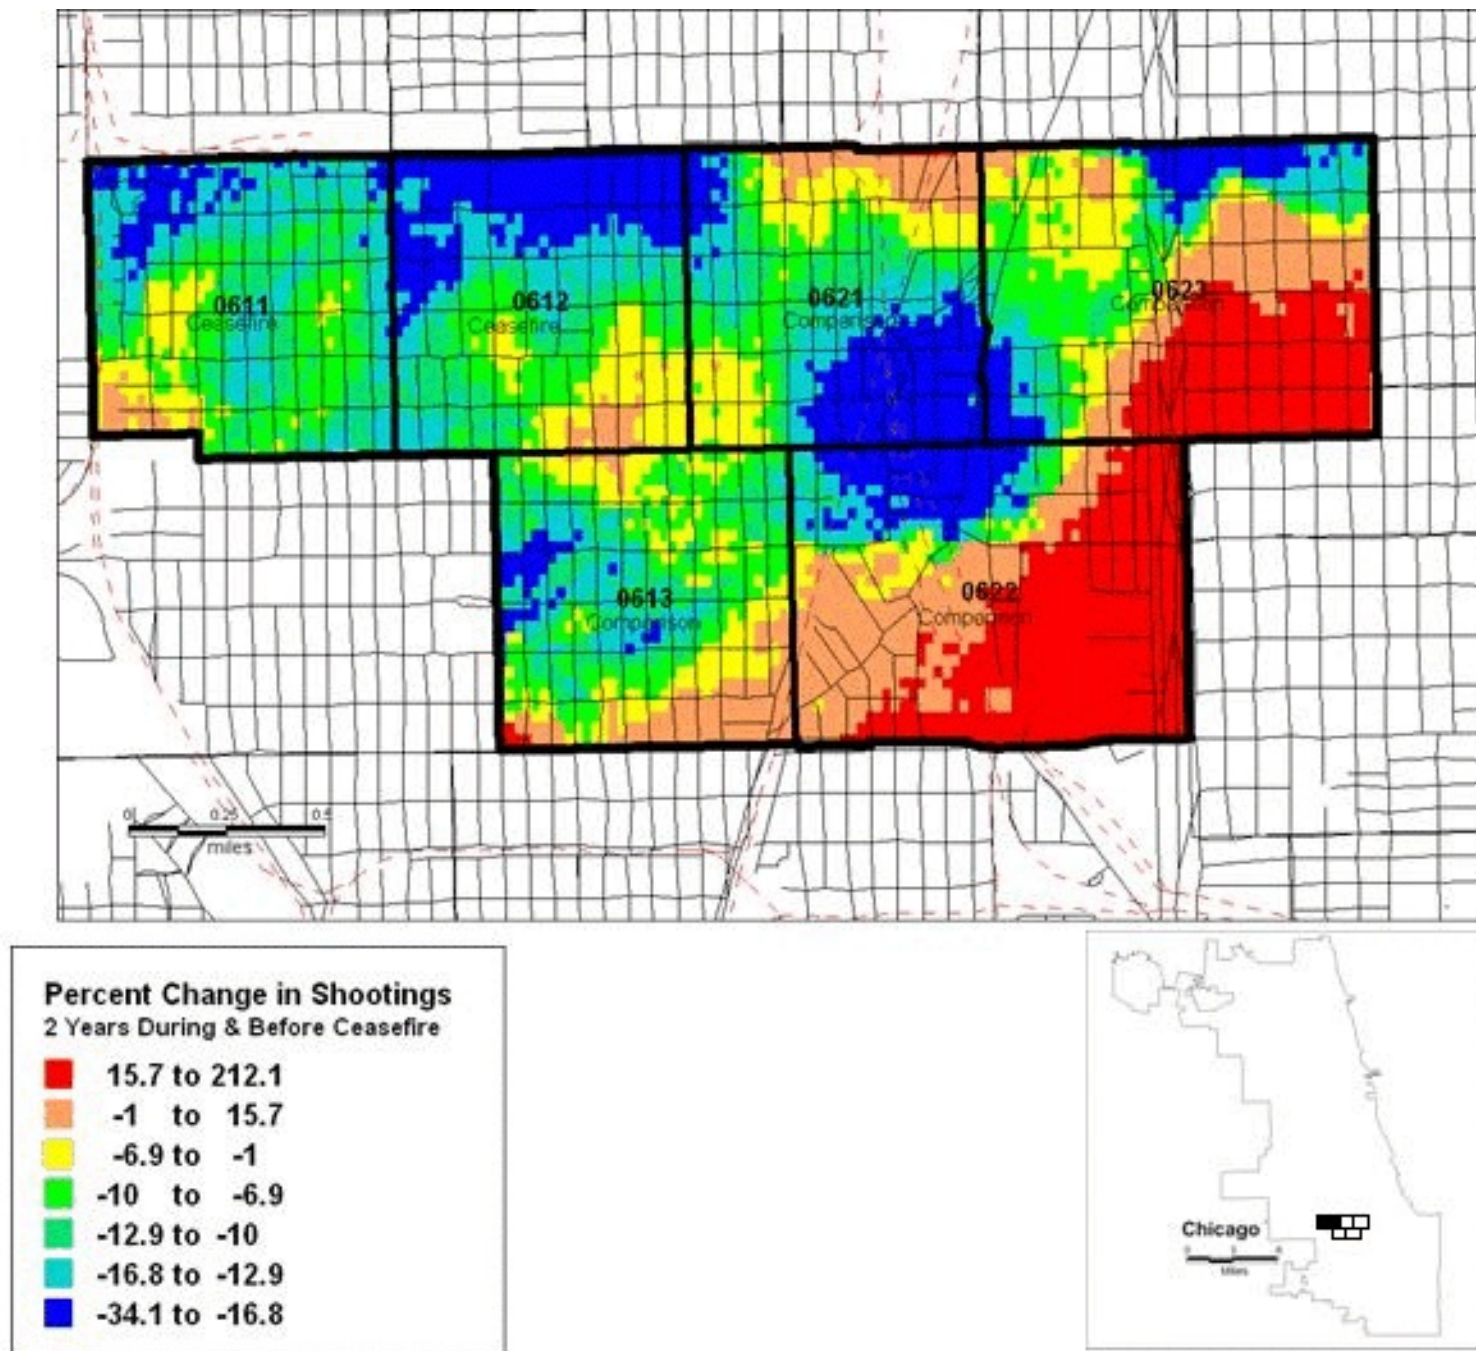 0611
Ceasefire
0612
Ceasefire
0621
Comparison
0623
Comparison
0613
Comparison
0622
Comparison
0 0.25 0.5
miles
Percent Change in Shootings
2 Years During & Before Ceasefire
15.7 to 212.1
-1 to 15.7
-6.9 to -1
-10 to -6.9
-12.9 to -10
-16.8 to -12.9
-34.1 to -16.8
Chicago
Miles